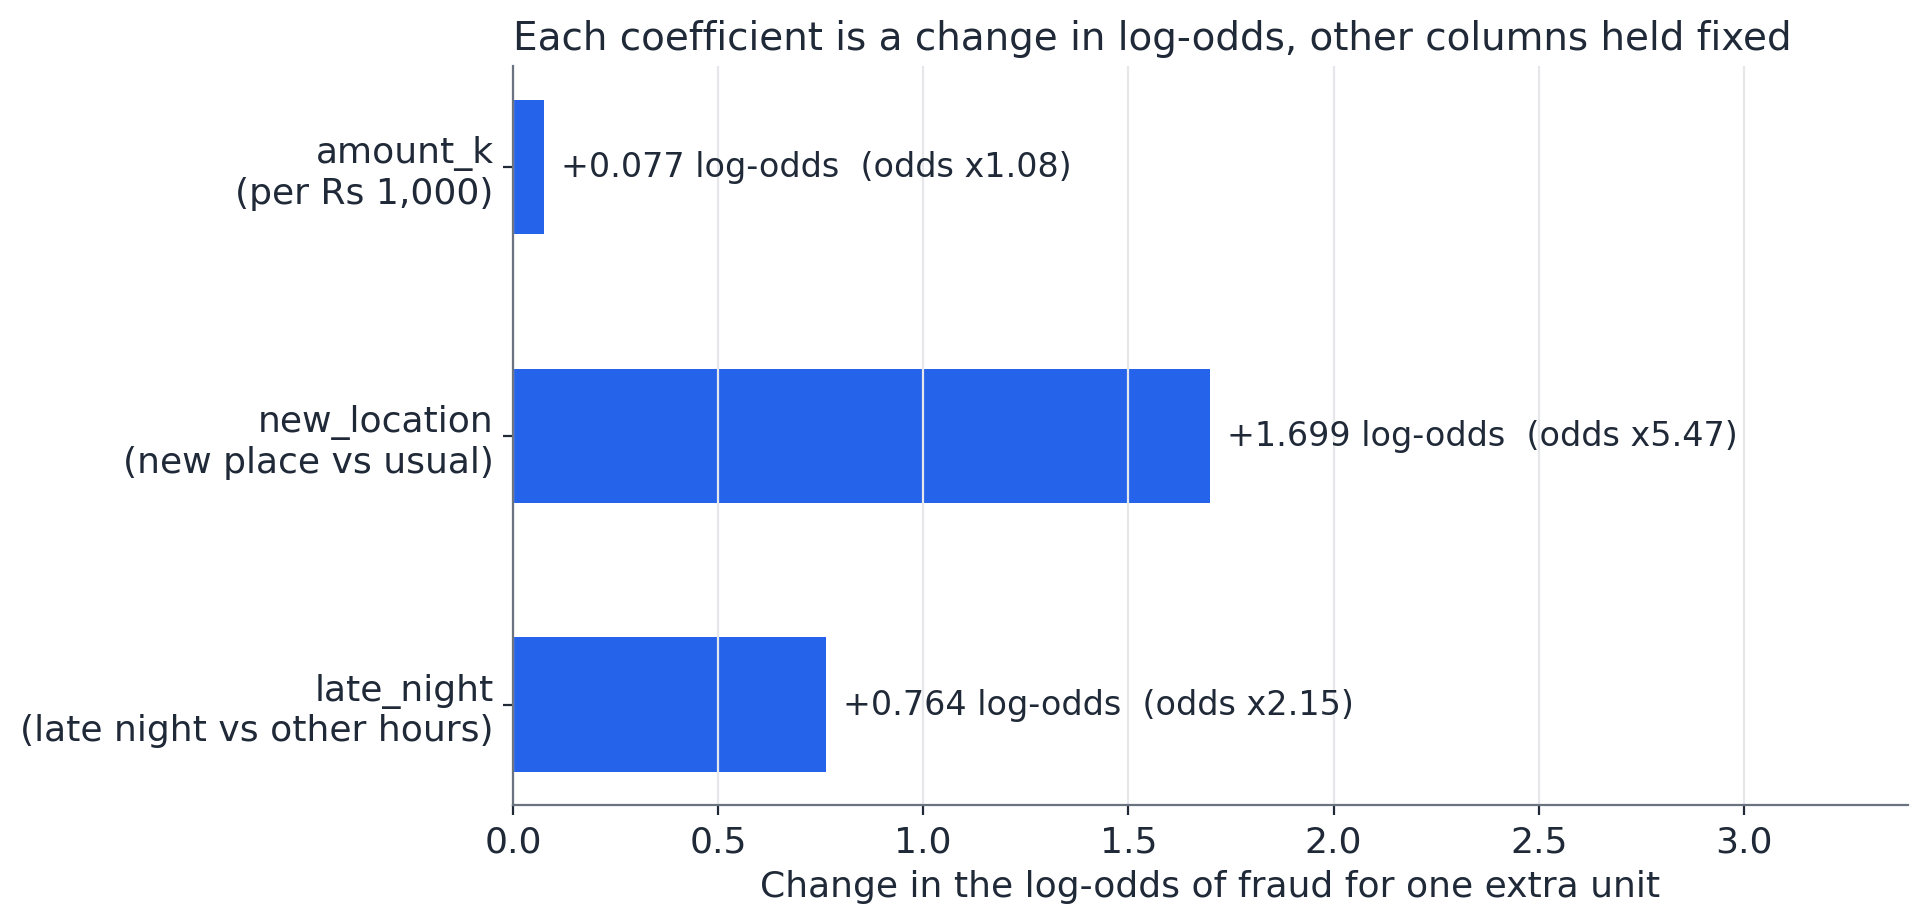 Each coefficient is a change in log-odds, other columns held fixed
amount_k
(per Rs 1,000)
+0.077 log-odds  (odds x1.08)
new_location
(new place vs usual)
+1.699 log-odds  (odds x5.47)
late_night
(late night vs other hours)
+0.764 log-odds  (odds x2.15)
0.0 0.5 1.0 1.5 2.0 2.5 3.0
Change in the log-odds of fraud for one extra unit